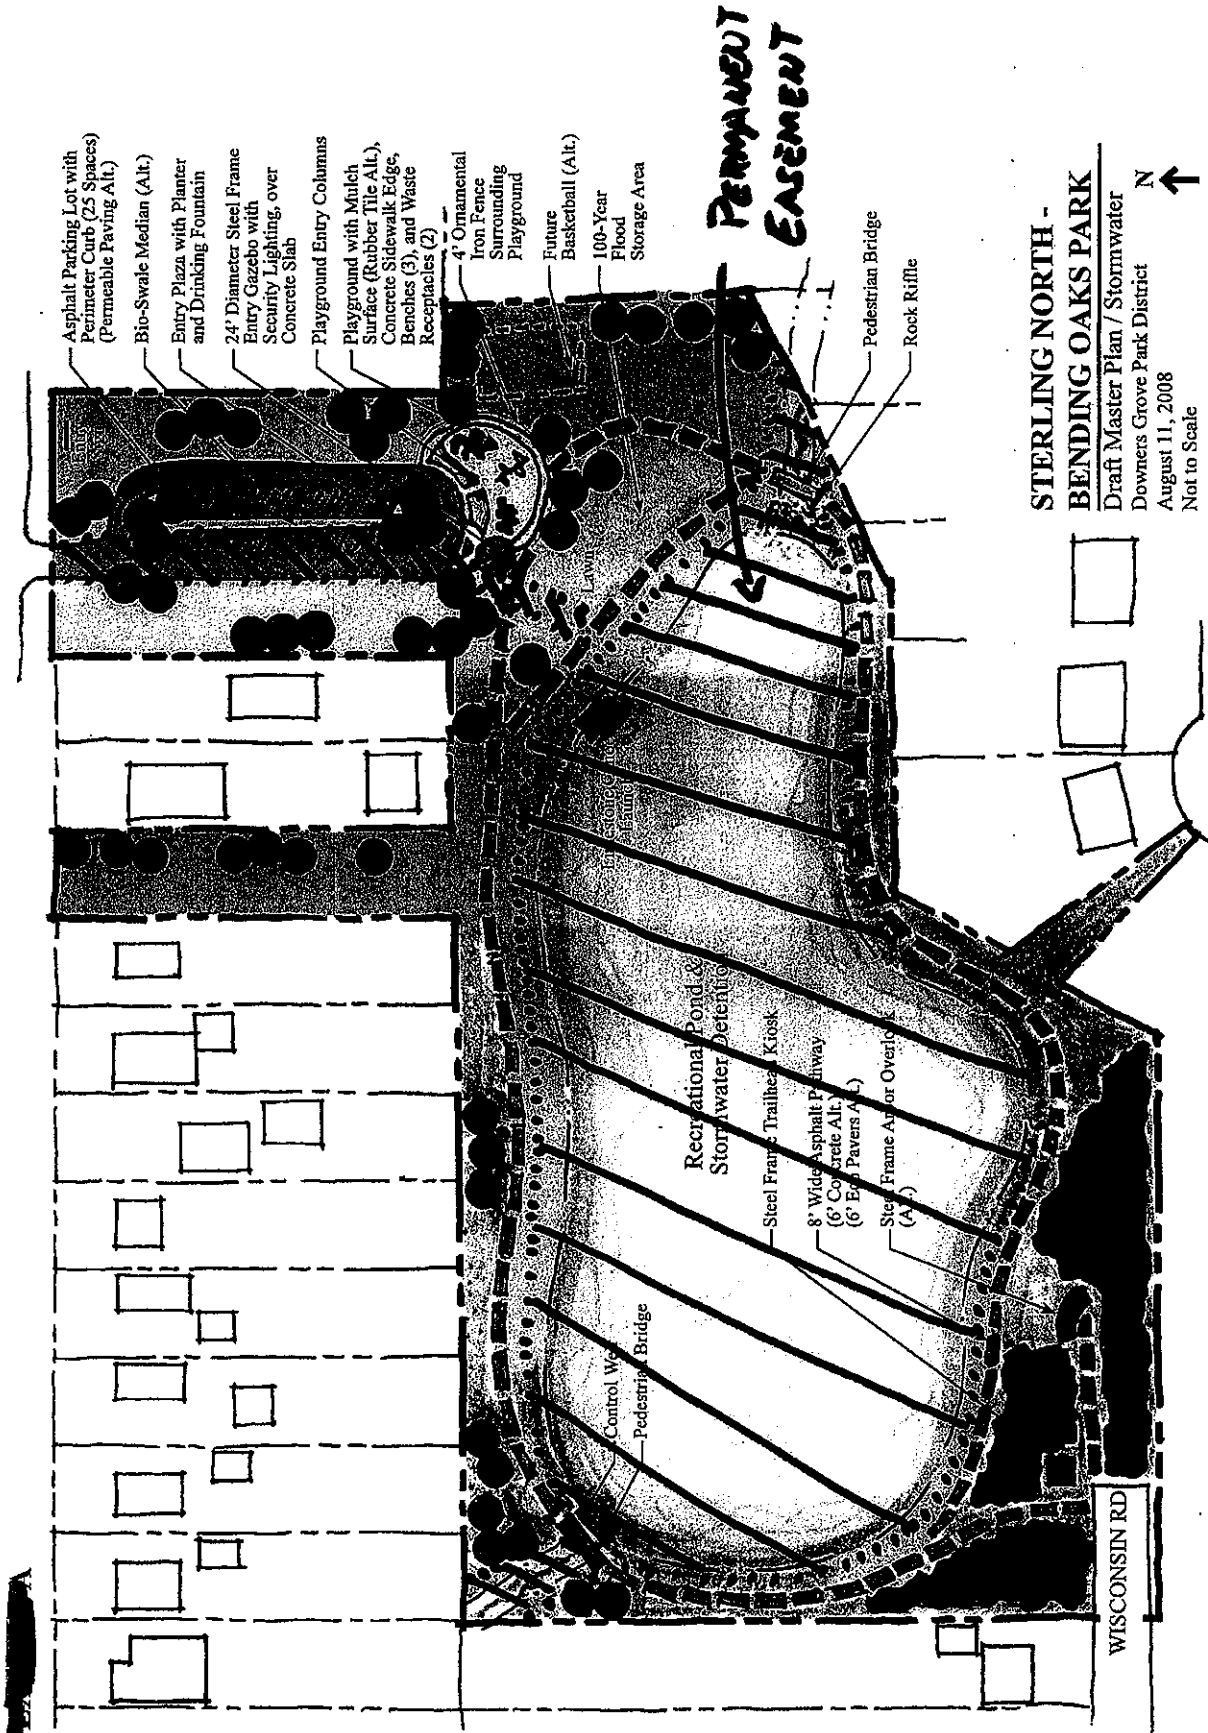 Asphalt Parking Lot with
Perimeter Curb (25 Spaces)
(Permeable Paving Alt.)
Bio-Swale Median (Alt.)
Entry Plaza with Planter
and Drinking Fountain
24' Diameter Steel Frame
Entry Gazebo with
Security Lighting, over
Concrete Slab
Playground Entry Columns
Playground with Mulch
Surface (Rubber Tile Alt.),
Concrete Sidewalk Edge,
Benches (3), and Waste
Receptacles (2)
4' Ornamental
Iron Fence
Surrounding
Playground
Future
Basketball (Alt.)
100-Year
Flood
Storage Area
PERMANENT
EASEMENT
Pedestrian Bridge
Rock Riffle
Lawn
Recreational Pond &
Stormwater Detention
Steel Frame Trailhead Kiosk
8' Wide Asphalt Pathway
(6' Concrete Alt.)
(6' Eco Pavers Alt.)
Steel Frame Arbor Overlook
(Alt.)
Control Weir
Pedestrian Bridge
WISCONSIN RD
STERLING NORTH -
BENDING OAKS PARK
Draft Master Plan / Stormwater
Downers Grove Park District
August 11, 2008
Not to Scale
N